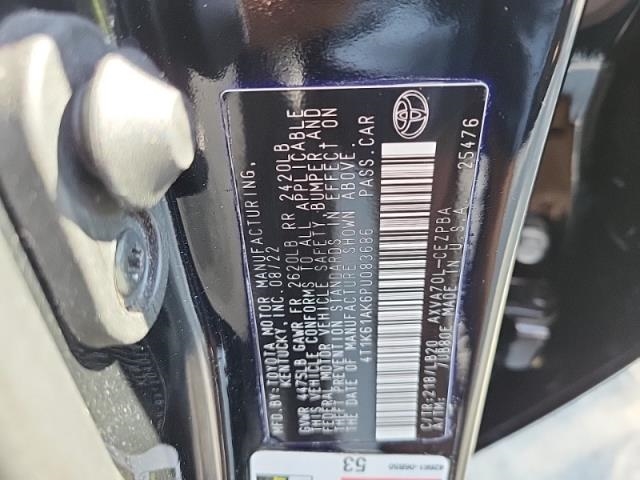 MFD.BY:TOYOTA MOTOR MANUFACTURING,
KENTUCKY, INC. 08/22
GVWR 4475LB GAWR FR 2620LB RR 2420LB
THIS VEHICLE CONFORMS TO ALL APPLICABLE
FEDERAL MOTOR VEHICLE SAFETY, BUMPER, AND
THEFT PREVENTION STANDARDS IN EFFECT ON
THE DATE OF MANUFACTURE SHOWN ABOVE.
4T1K61AK6PU083686 PASS.CAR
C/TR:218/LB20 AXVA70L-CEZPBA
A/TM: /UB80E MADE IN U.S.A. 25476
53